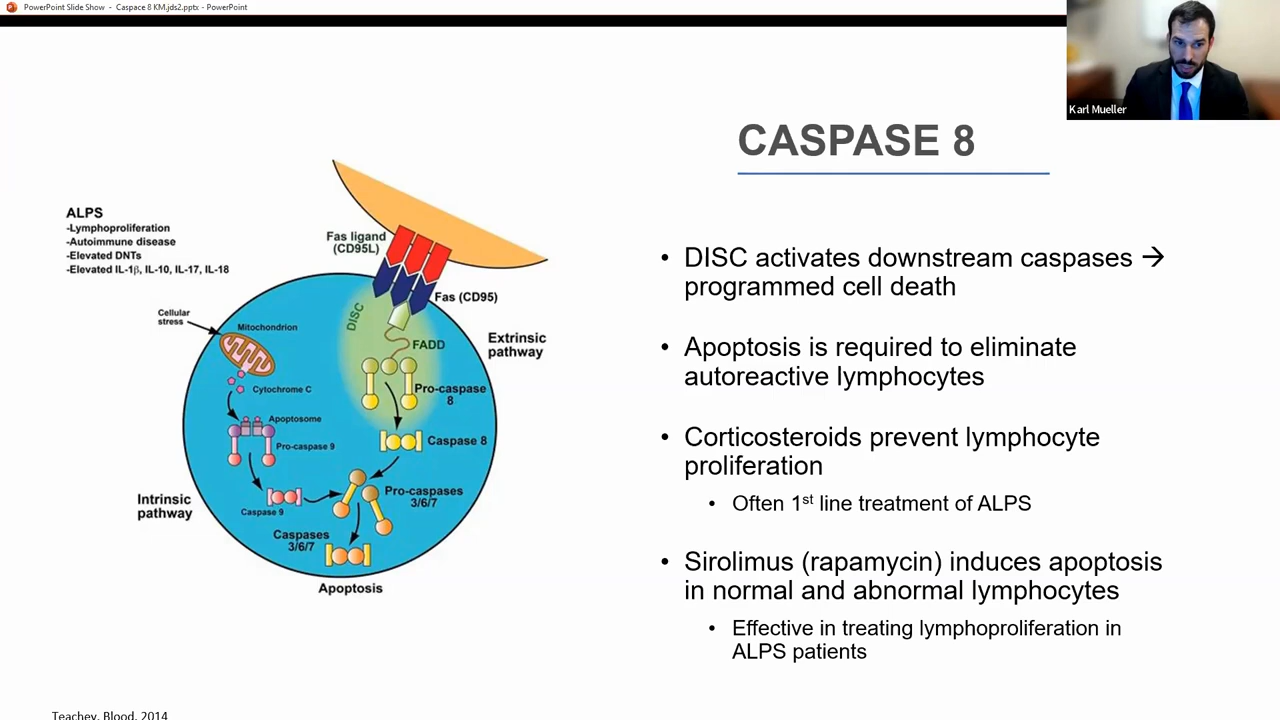 PowerPoint Slide Show - Caspace 8 KM.jds2.pptx - PowerPoint
Karl Mueller
CASPASE 8
ALPS
-Lymphoproliferation
-Autoimmune disease
-Elevated DNTs
-Elevated IL-1β, IL-10, IL-17, IL-18
Fas ligand
(CD95L)
Fas (CD95)
DISC
FADD
Extrinsic
pathway
Cellular
stress
Mitochondrion
Cytochrome C
Pro-caspase
8
Apoptosome
Pro-caspase 9
Caspase 8
Intrinsic
pathway
Caspase 9
Pro-caspases
3/6/7
Caspases
3/6/7
Apoptosis
• DISC activates downstream caspases →
programmed cell death
• Apoptosis is required to eliminate
autoreactive lymphocytes
• Corticosteroids prevent lymphocyte
proliferation
• Often 1st line treatment of ALPS
• Sirolimus (rapamycin) induces apoptosis
in normal and abnormal lymphocytes
• Effective in treating lymphoproliferation in
ALPS patients
Teachey, Blood, 2014